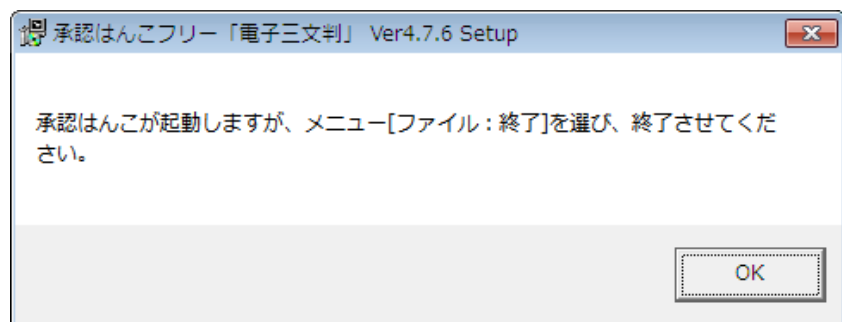 承認はんこフリー「電子三文判」 Ver4.7.6 Setup
承認はんこが起動しますが、メニュー[ファイル：終了]を選び、終了させてくだ
さい。
OK